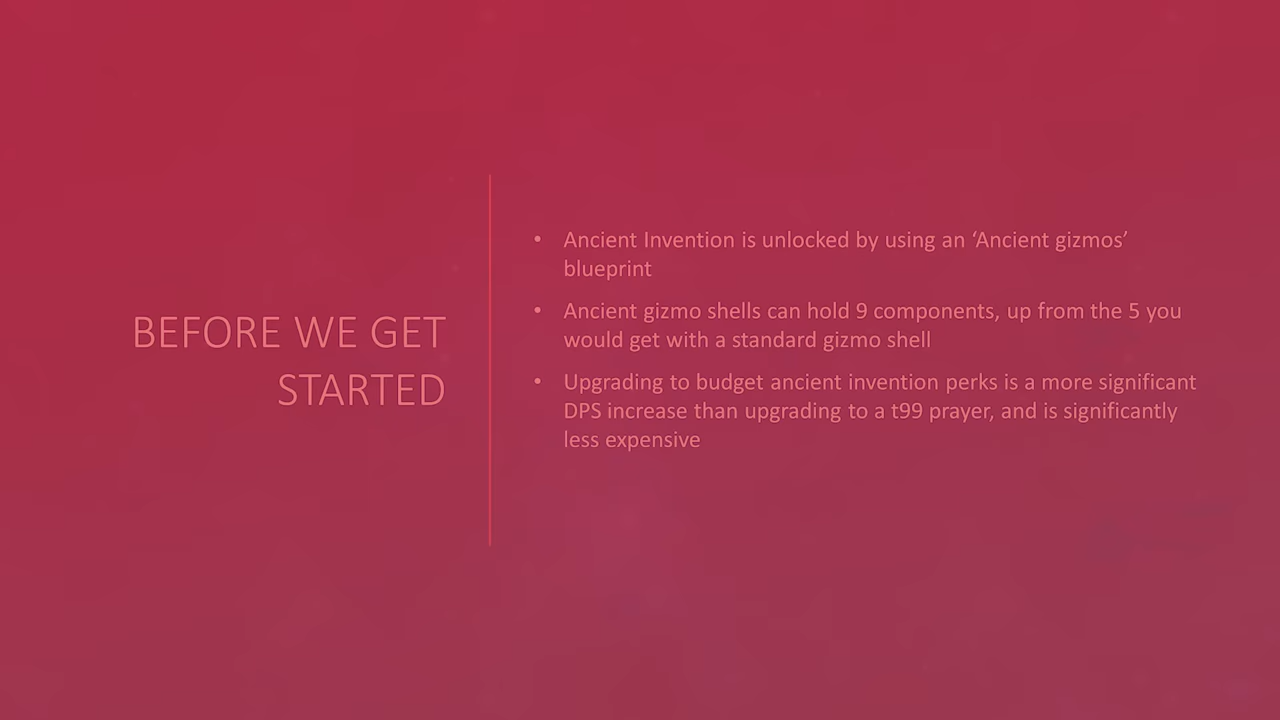 BEFORE WE GET
STARTED
• Ancient Invention is unlocked by using an ‘Ancient gizmos’
blueprint
• Ancient gizmo shells can hold 9 components, up from the 5 you
would get with a standard gizmo shell
• Upgrading to budget ancient invention perks is a more significant
DPS increase than upgrading to a t99 prayer, and is significantly
less expensive